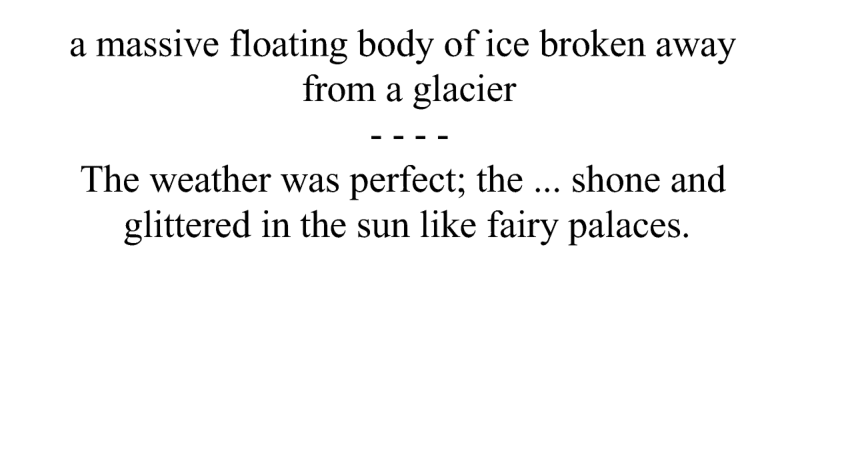 a massive floating body of ice broken away
from a glacier
- - - -
The weather was perfect; the ... shone and
glittered in the sun like fairy palaces.